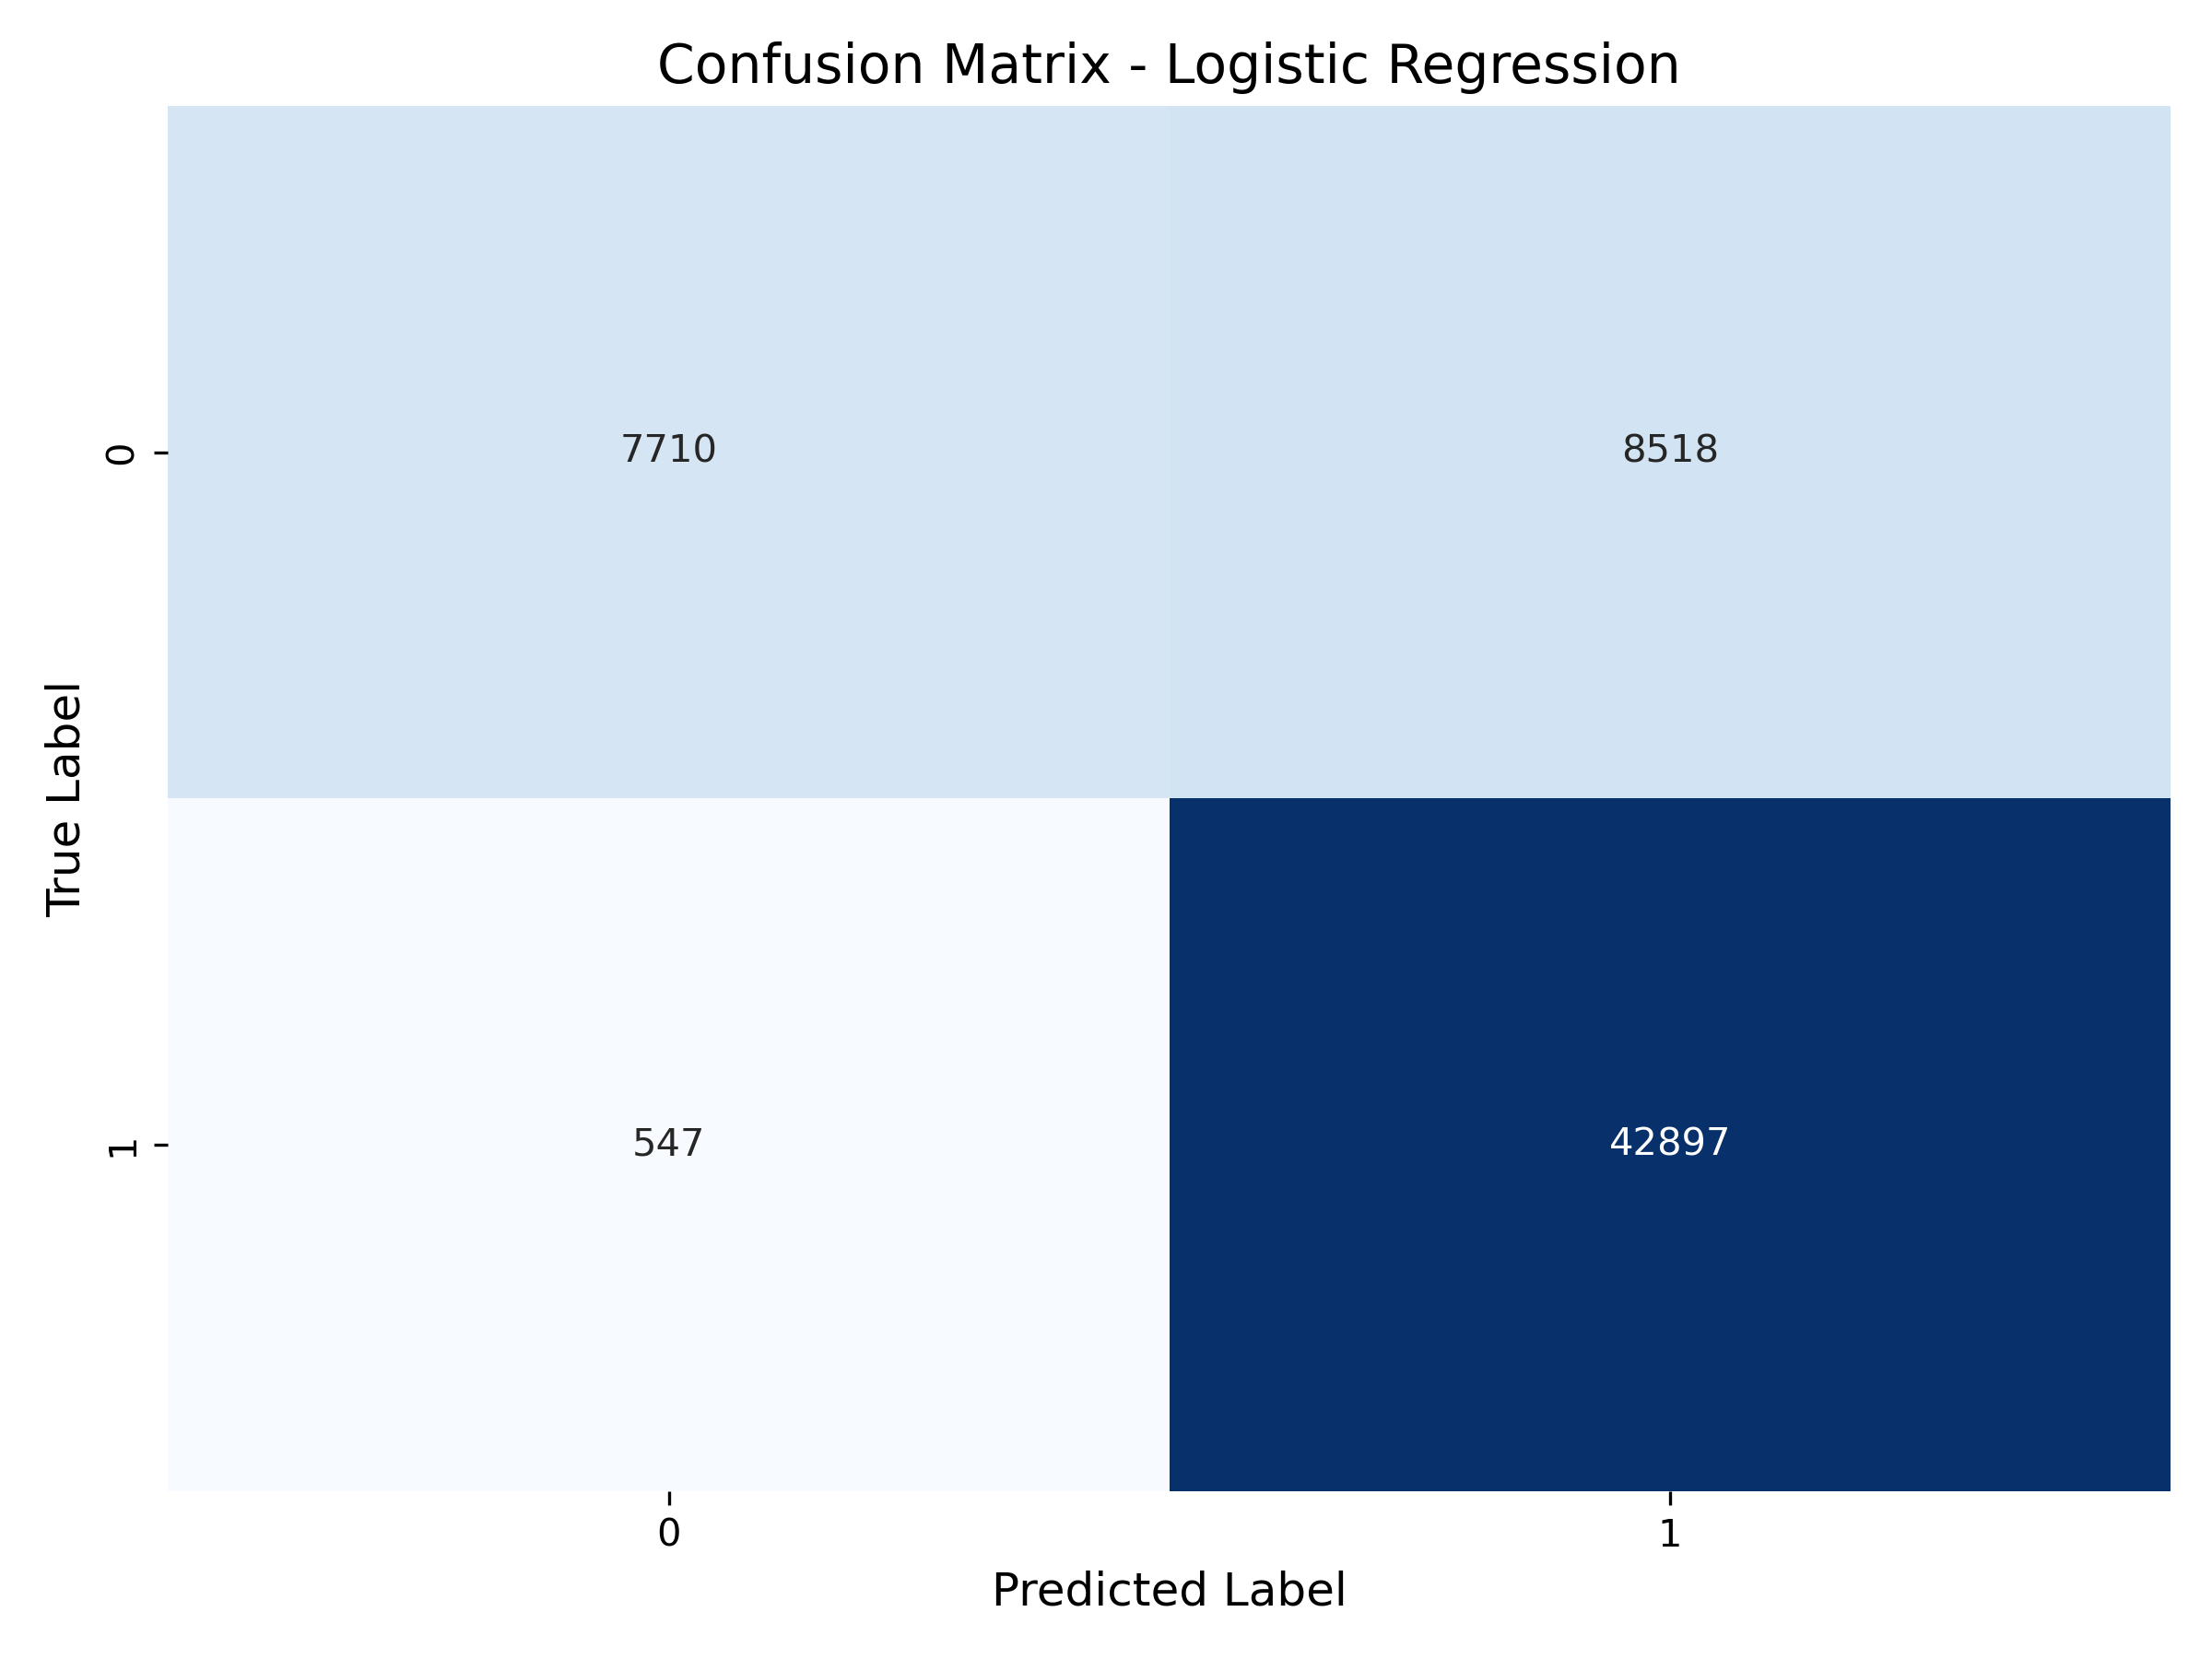 Confusion Matrix - Logistic Regression
True Label
0
7710
8518
1
547
42897
0
1
Predicted Label